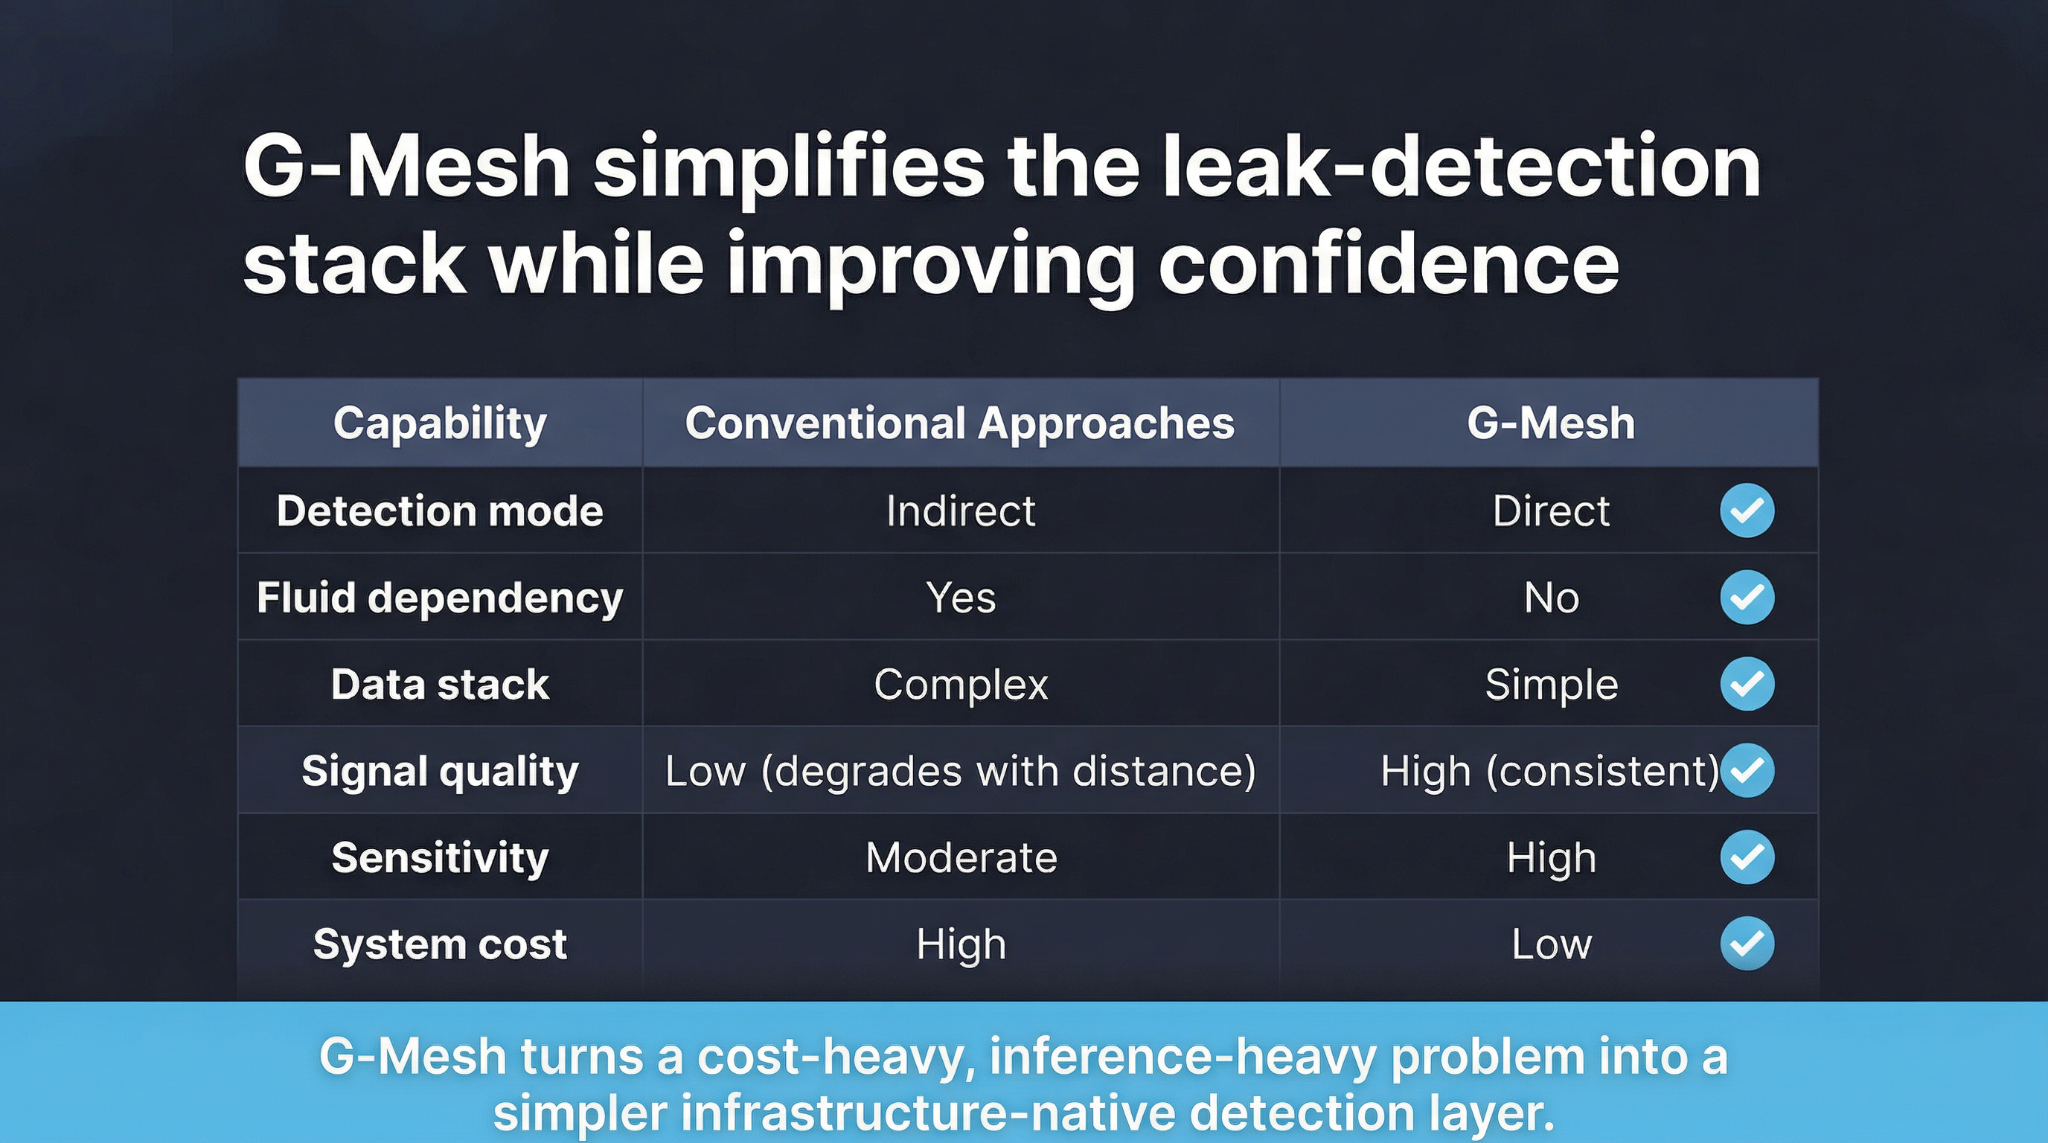 G-Mesh simplifies the leak-detection
stack while improving confidence
Capability Conventional Approaches G-Mesh
Detection mode Indirect Direct
Fluid dependency Yes No
Data stack Complex Simple
Signal quality Low (degrades with distance) High (consistent)
Sensitivity Moderate High
System cost High Low
G-Mesh turns a cost-heavy, inference-heavy problem into a
simpler infrastructure-native detection layer.